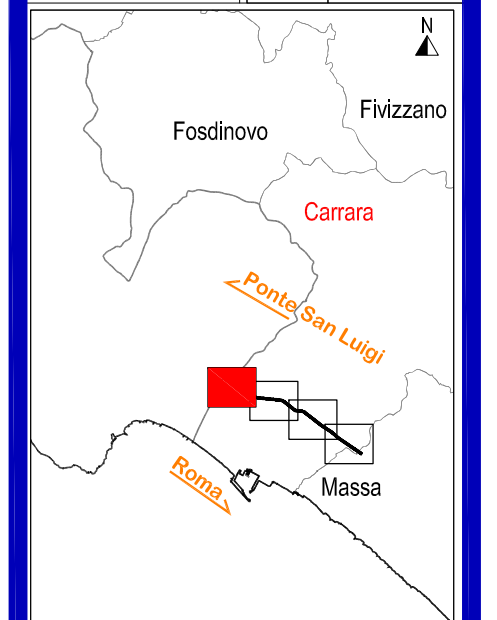 N
Fivizzano
Fosdinovo
Carrara
Ponte San Luigi
Roma
Massa